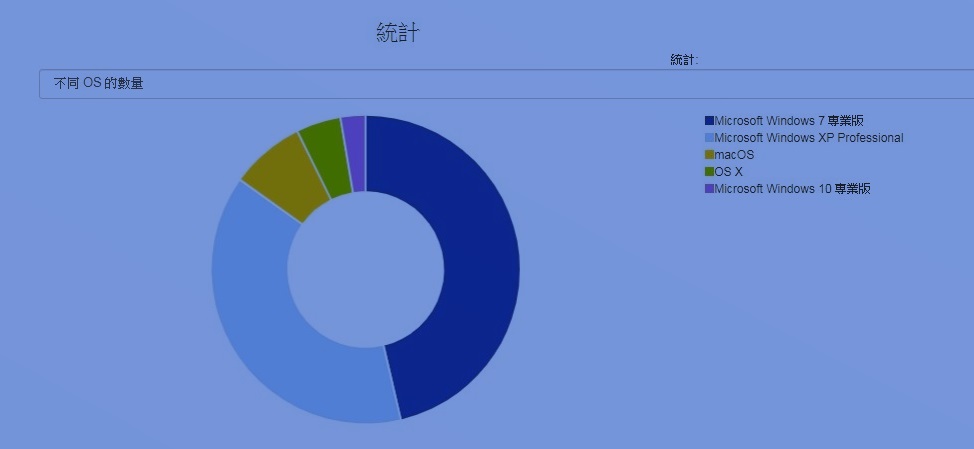 統計
統計:
不同 OS 的數量
Microsoft Windows 7 專業版
Microsoft Windows XP Professional
macOS
OS X
Microsoft Windows 10 專業版